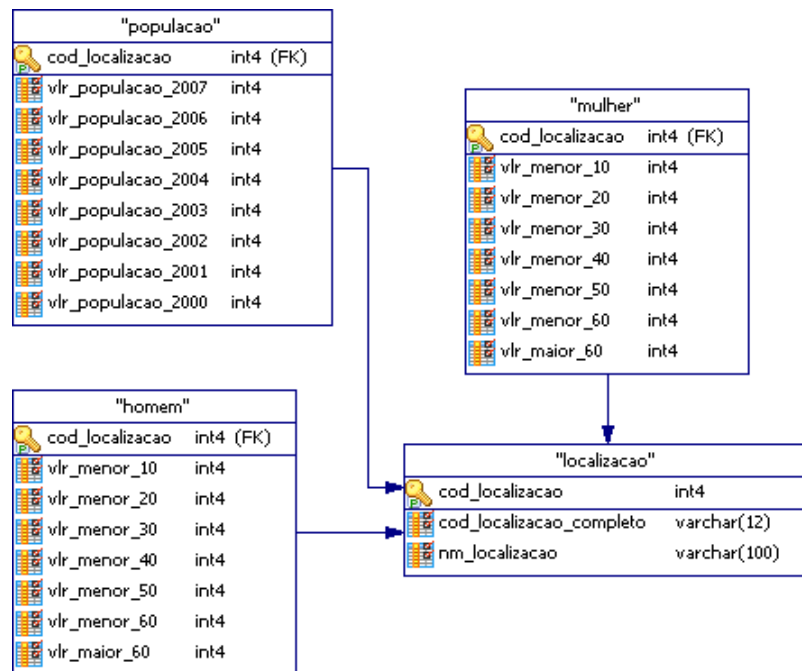 "populacao"
cod_localizacao int4 (FK)
vlr_populacao_2007 int4
vlr_populacao_2006 int4
vlr_populacao_2005 int4
vlr_populacao_2004 int4
vlr_populacao_2003 int4
vlr_populacao_2002 int4
vlr_populacao_2001 int4
vlr_populacao_2000 int4
"mulher"
cod_localizacao int4 (FK)
vlr_menor_10 int4
vlr_menor_20 int4
vlr_menor_30 int4
vlr_menor_40 int4
vlr_menor_50 int4
vlr_menor_60 int4
vlr_maior_60 int4
"homem"
cod_localizacao int4 (FK)
vlr_menor_10 int4
vlr_menor_20 int4
vlr_menor_30 int4
vlr_menor_40 int4
vlr_menor_50 int4
vlr_menor_60 int4
vlr_maior_60 int4
"localizacao"
cod_localizacao int4
cod_localizacao_completo varchar(12)
nm_localizacao varchar(100)